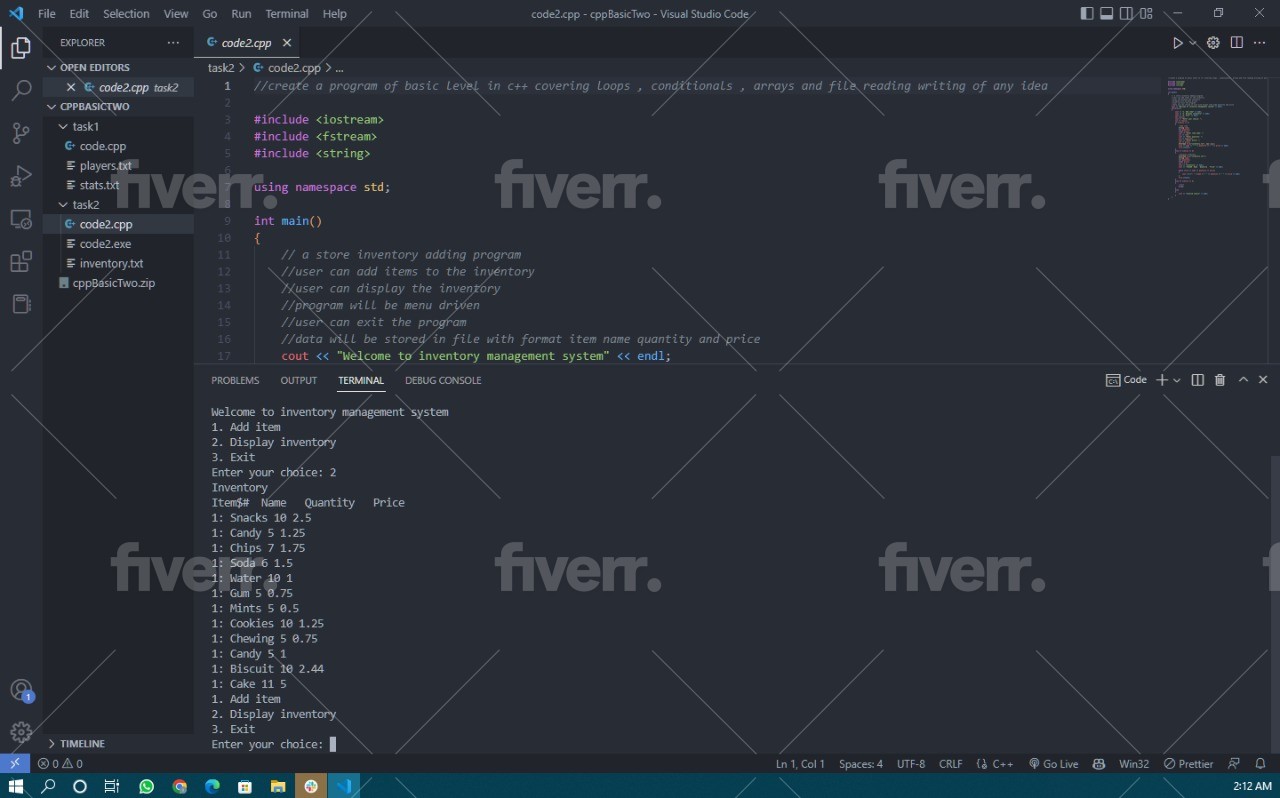 File Edit Selection View Go Run Terminal Help
code2.cpp - cppBasicTwo - Visual Studio Code
EXPLORER
OPEN EDITORS
code2.cpp task2
CPPBASICTWO
task1
code.cpp
players.txt
stats.txt
task2
code2.cpp
code2.exe
inventory.txt
cppBasicTwo.zip
TIMELINE
code2.cpp
task2 > code2.cpp > ...
1 //create a program of basic level in c++ covering loops , conditionals , arrays and file reading writing of any idea
2
3 #include <iostream>
4 #include <fstream>
5 #include <string>
6
7 using namespace std;
8
9 int main()
10 {
11 // a store inventory adding program
12 //user can add items to the inventory
13 //user can display the inventory
14 //program will be menu driven
15 //user can exit the program
16 //data will be stored in file with format item name quantity and price
17 cout << "Welcome to inventory management system" << endl;
PROBLEMS OUTPUT TERMINAL DEBUG CONSOLE
Code
Welcome to inventory management system
1. Add item
2. Display inventory
3. Exit
Enter your choice: 2
Inventory
Item$# Name Quantity Price
1: Snacks 10 2.5
1: Candy 5 1.25
1: Chips 7 1.75
1: Soda 6 1.5
1: Water 10 1
1: Gum 5 0.75
1: Mints 5 0.5
1: Cookies 10 1.25
1: Chewing 5 0.75
1: Candy 5 1
1: Biscuit 10 2.44
1: Cake 11 5
1. Add item
2. Display inventory
3. Exit
Enter your choice:
fiverr. fiverr. fiverr.
fiverr. fiverr. fiverr.
1
0 0
Ln 1, Col 1 Spaces: 4 UTF-8 CRLF {} C++ Go Live Win32 Prettier
2:12 AM